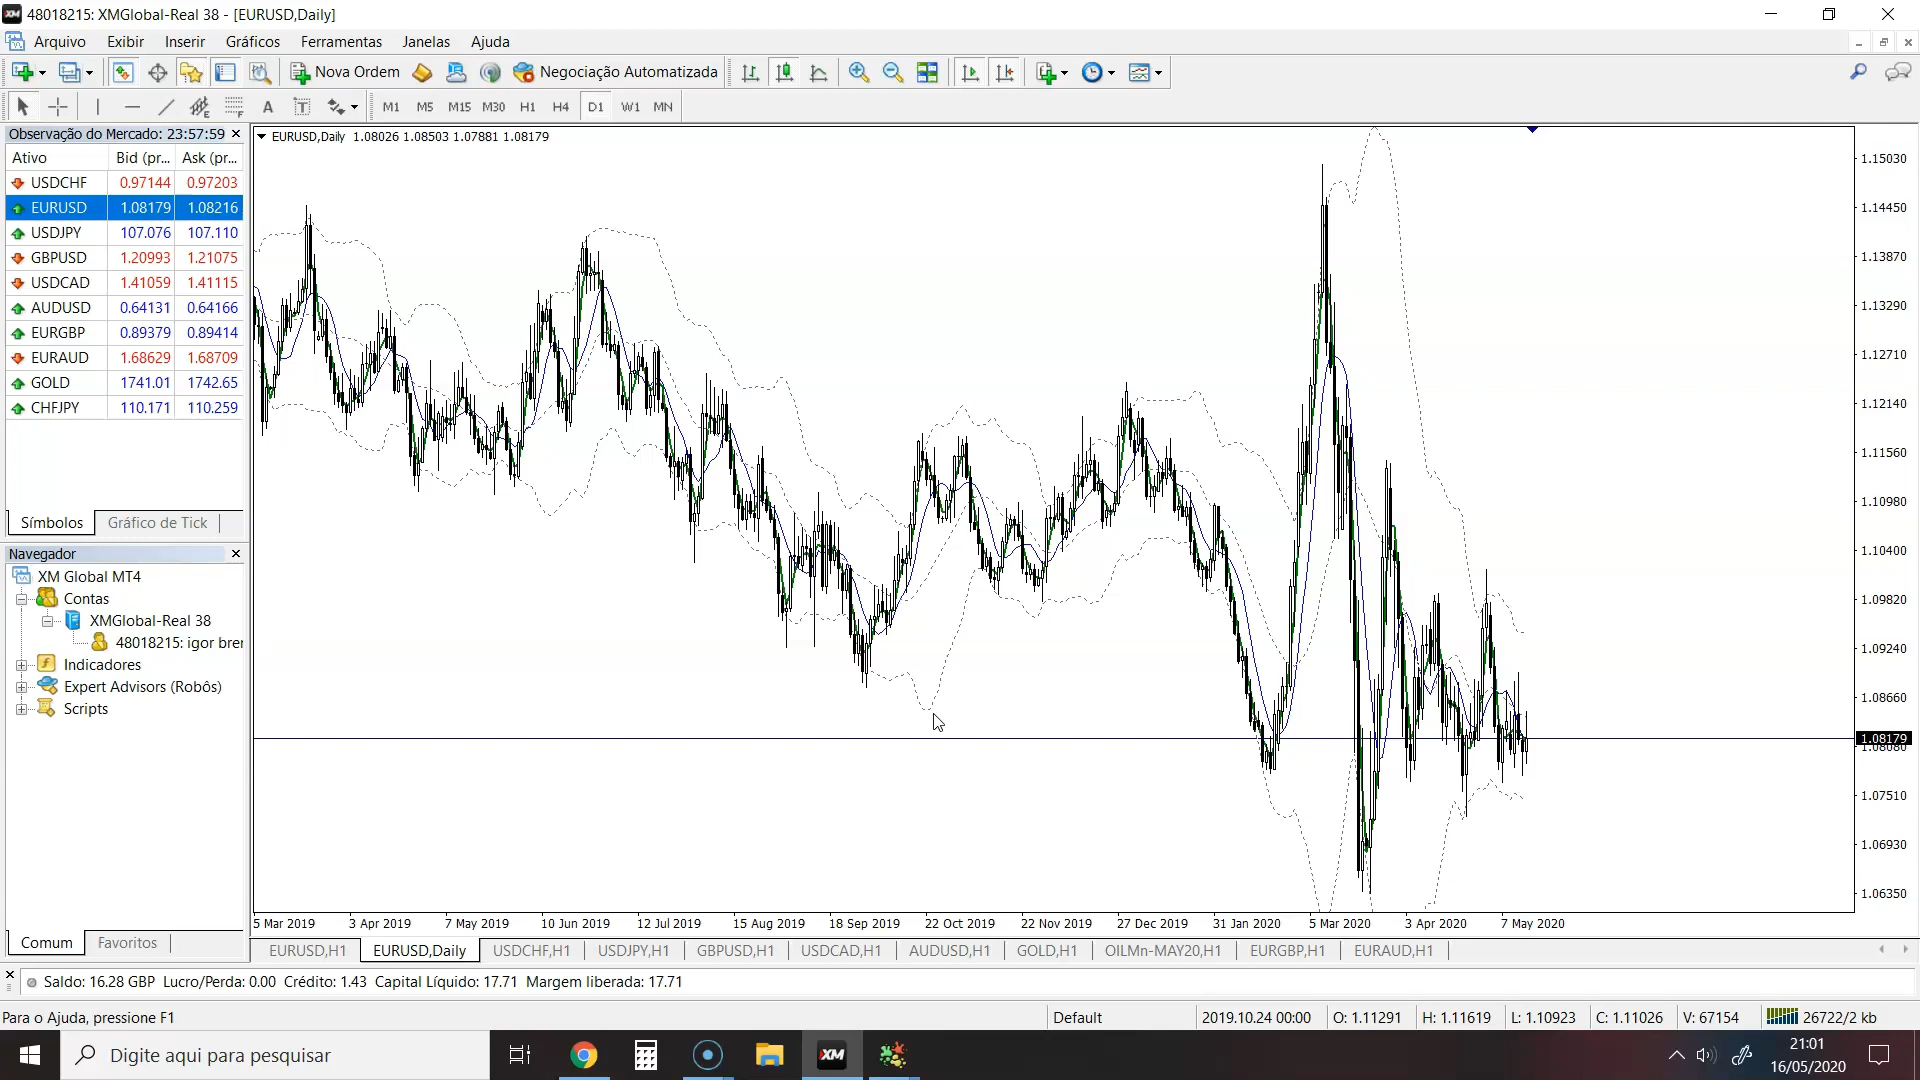 48018215: XMGlobal-Real 38 - [EURUSD,Daily]
Arquivo Exibir Inserir Gráficos Ferramentas Janelas Ajuda
Nova Ordem Negociação Automatizada
A T M1 M5 M15 M30 H1 H4 D1 W1 MN
Observação do Mercado: 23:57:59
Ativo Bid (pr... Ask (pr...
USDCHF 0.97144 0.97203
EURUSD 1.08179 1.08216
USDJPY 107.076 107.110
GBPUSD 1.20993 1.21075
USDCAD 1.41059 1.41115
AUDUSD 0.64131 0.64166
EURGBP 0.89379 0.89414
EURAUD 1.68629 1.68709
GOLD 1741.01 1742.65
CHFJPY 110.171 110.259
Símbolos Gráfico de Tick
Navegador
XM Global MT4
Contas
XMGlobal-Real 38
48018215: igor brer
Indicadores
Expert Advisors (Robôs)
Scripts
Comum Favoritos
EURUSD,Daily 1.08026 1.08503 1.07881 1.08179
1.15030
1.14450
1.13870
1.13290
1.12710
1.12140
1.11560
1.10980
1.10400
1.09820
1.09240
1.08660
1.08179
1.08080
1.07510
1.06930
1.06350
5 Mar 2019 3 Apr 2019 7 May 2019 10 Jun 2019 12 Jul 2019 15 Aug 2019 18 Sep 2019 22 Oct 2019 22 Nov 2019 27 Dec 2019 31 Jan 2020 5 Mar 2020 3 Apr 2020 7 May 2020
EURUSD,H1 EURUSD,Daily USDCHF,H1 USDJPY,H1 GBPUSD,H1 USDCAD,H1 AUDUSD,H1 GOLD,H1 OILMn-MAY20,H1 EURGBP,H1 EURAUD,H1
Saldo: 16.28 GBP Lucro/Perda: 0.00 Crédito: 1.43 Capital Líquido: 17.71 Margem liberada: 17.71
Para o Ajuda, pressione F1 Default 2019.10.24 00:00 O: 1.11291 H: 1.11619 L: 1.10923 C: 1.11026 V: 67154 26722/2 kb
Digite aqui para pesquisar XM 21:01
16/05/2020